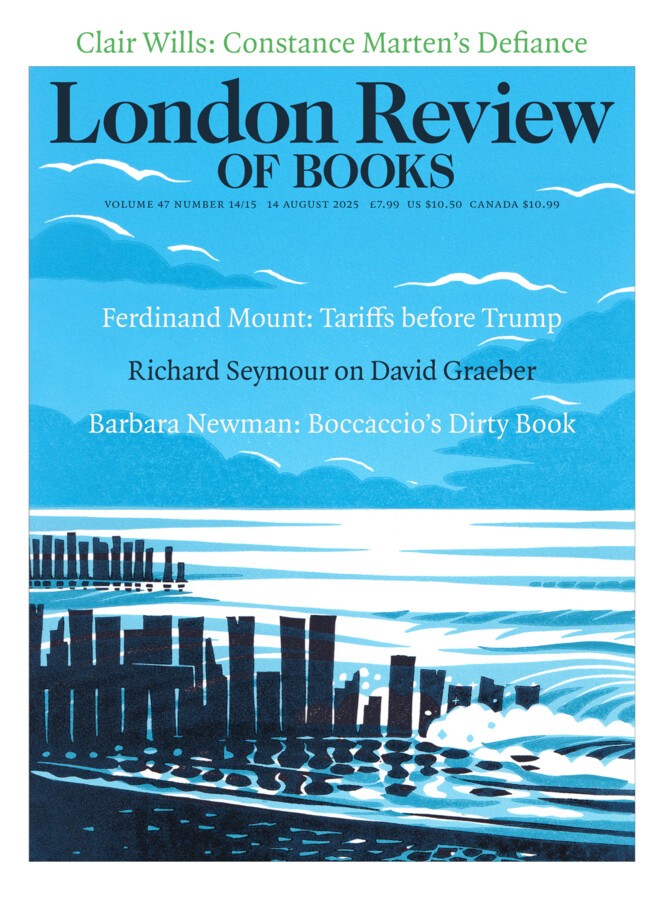 Clair Wills: Constance Marten’s Defiance
London Review
OF BOOKS
VOLUME 47 NUMBER 14/15 14 AUGUST 2025 £7.99 US $10.50 CANADA $10.99
Ferdinand Mount: Tariffs before Trump
Richard Seymour on David Graeber
Barbara Newman: Boccaccio’s Dirty Book